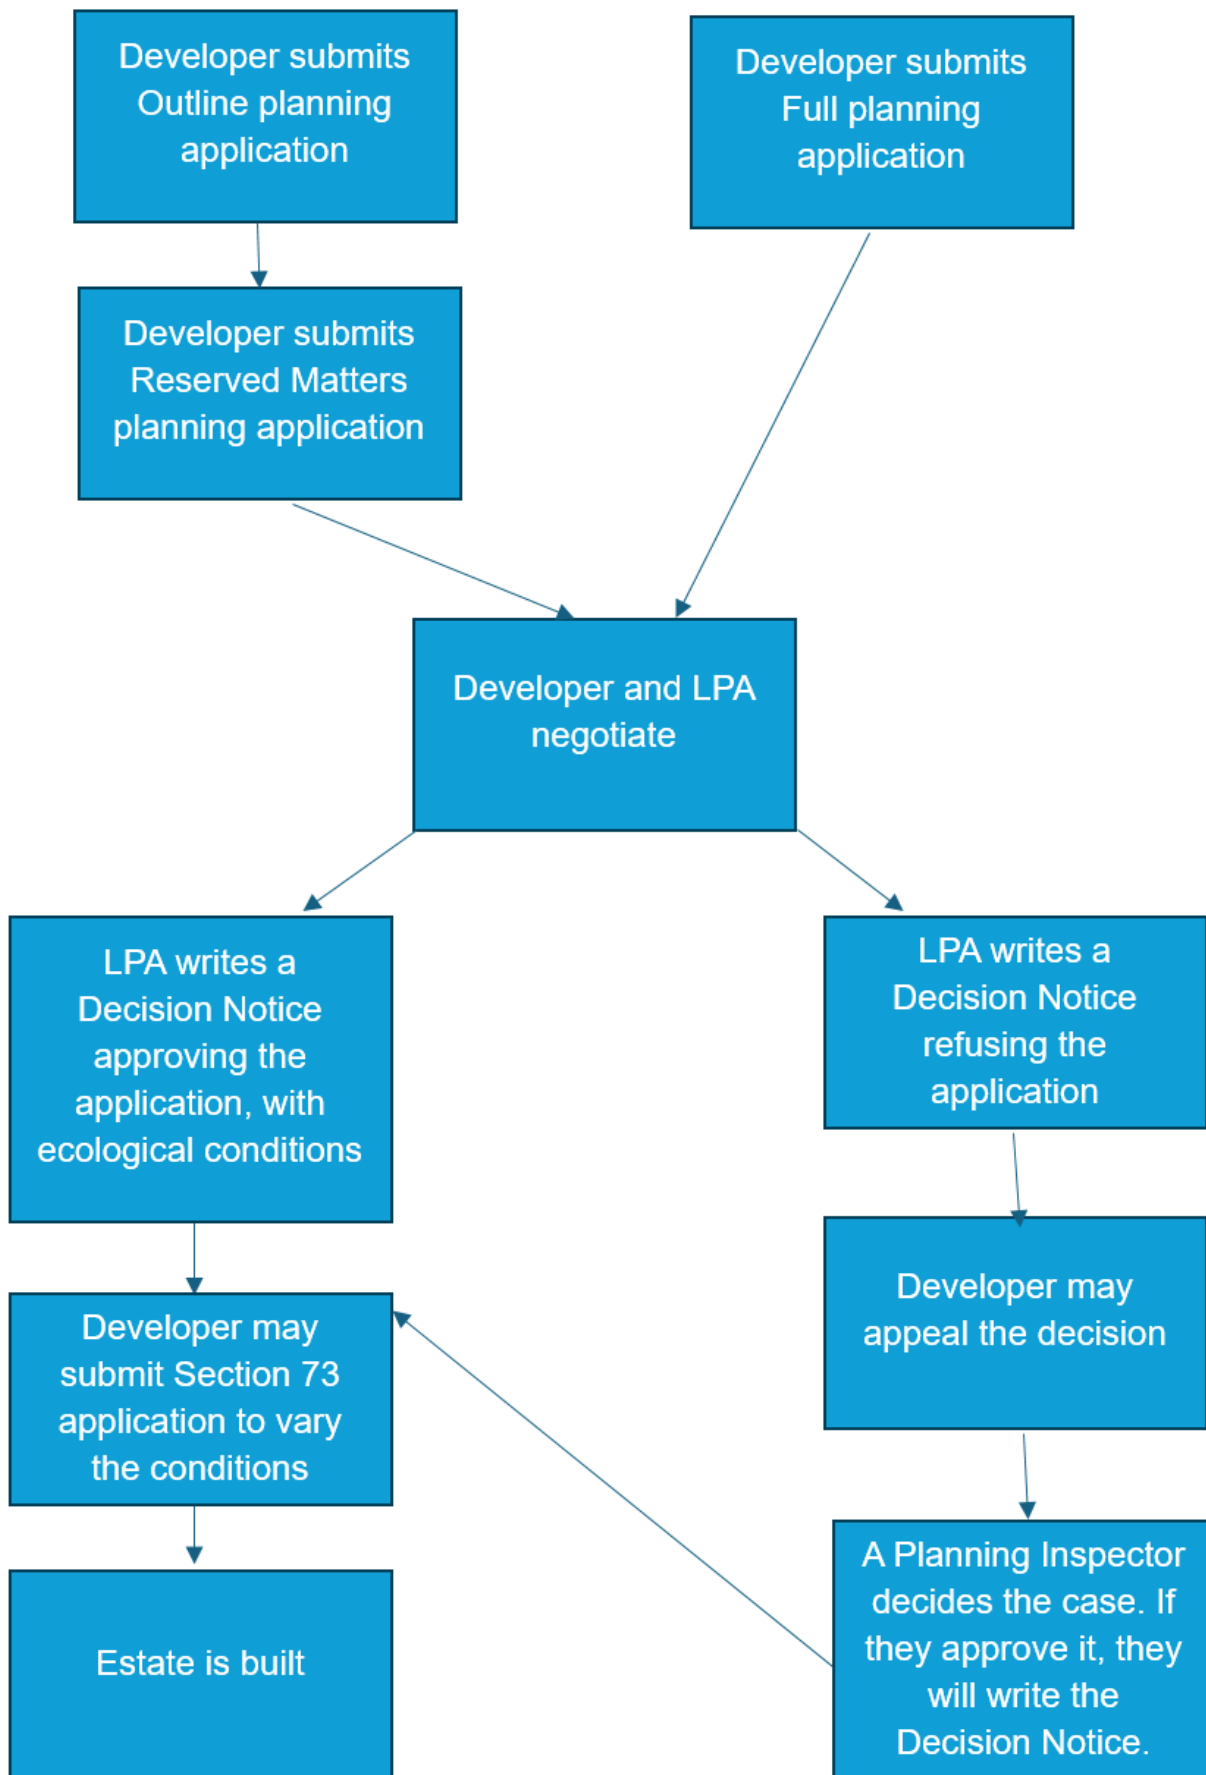 Developer submits
Outline planning
application
Developer submits
Full planning
application
Developer submits
Reserved Matters
planning application
Developer and LPA
negotiate
LPA writes a
Decision Notice
approving the
application, with
ecological conditions
LPA writes a
Decision Notice
refusing the
application
Developer may
submit Section 73
application to vary
the conditions
Developer may
appeal the decision
Estate is built
A Planning Inspector
decides the case. If
they approve it, they
will write the
Decision Notice.